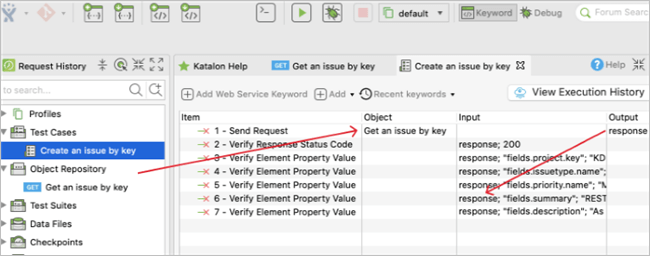 default
Keyword
Debug
Forum Search
Request History
Katalon Help
GET Get an issue by key
Create an issue by key
Help
to search...
Add Web Service Keyword
Add
Recent keywords
View Execution History
Profiles
Test Cases
Create an issue by key
Object Repository
GET Get an issue by key
Test Suites
Data Files
Checkpoints
Item Object Input Output
1 - Send Request Get an issue by key response
2 - Verify Response Status Code response; 200
3 - Verify Element Property Value response; "fields.project.key"; "KD
4 - Verify Element Property Value response; "fields.issuetype.name";
5 - Verify Element Property Value response; "fields.priority.name"; "M
6 - Verify Element Property Value response; "fields.summary"; "REST
7 - Verify Element Property Value response; "fields.description"; "As